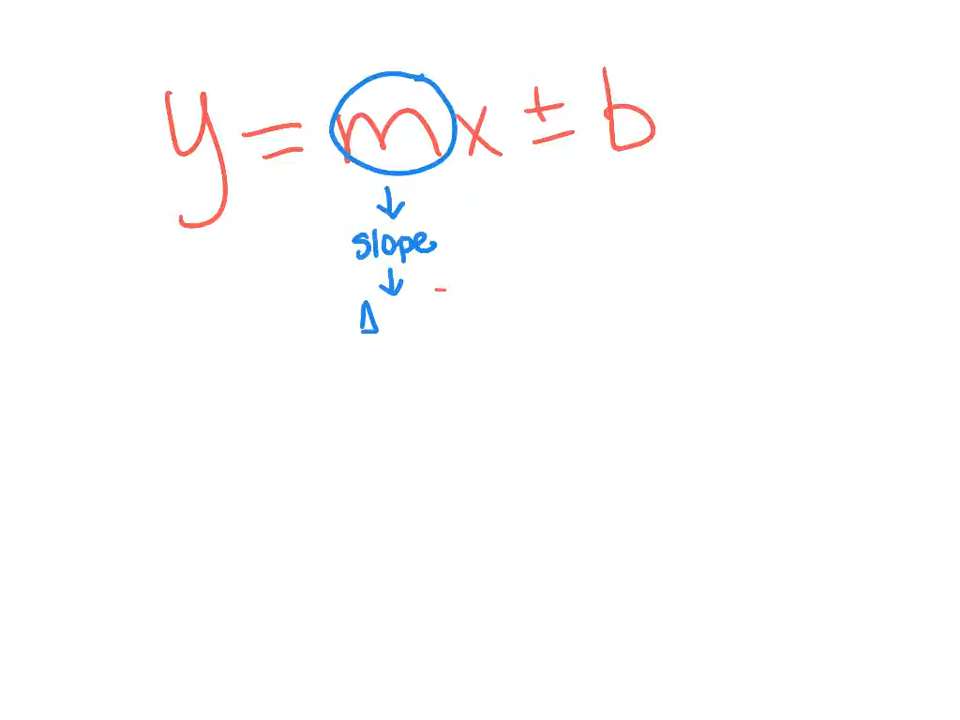 y = mx ± b
↓
slope
↓
Δ